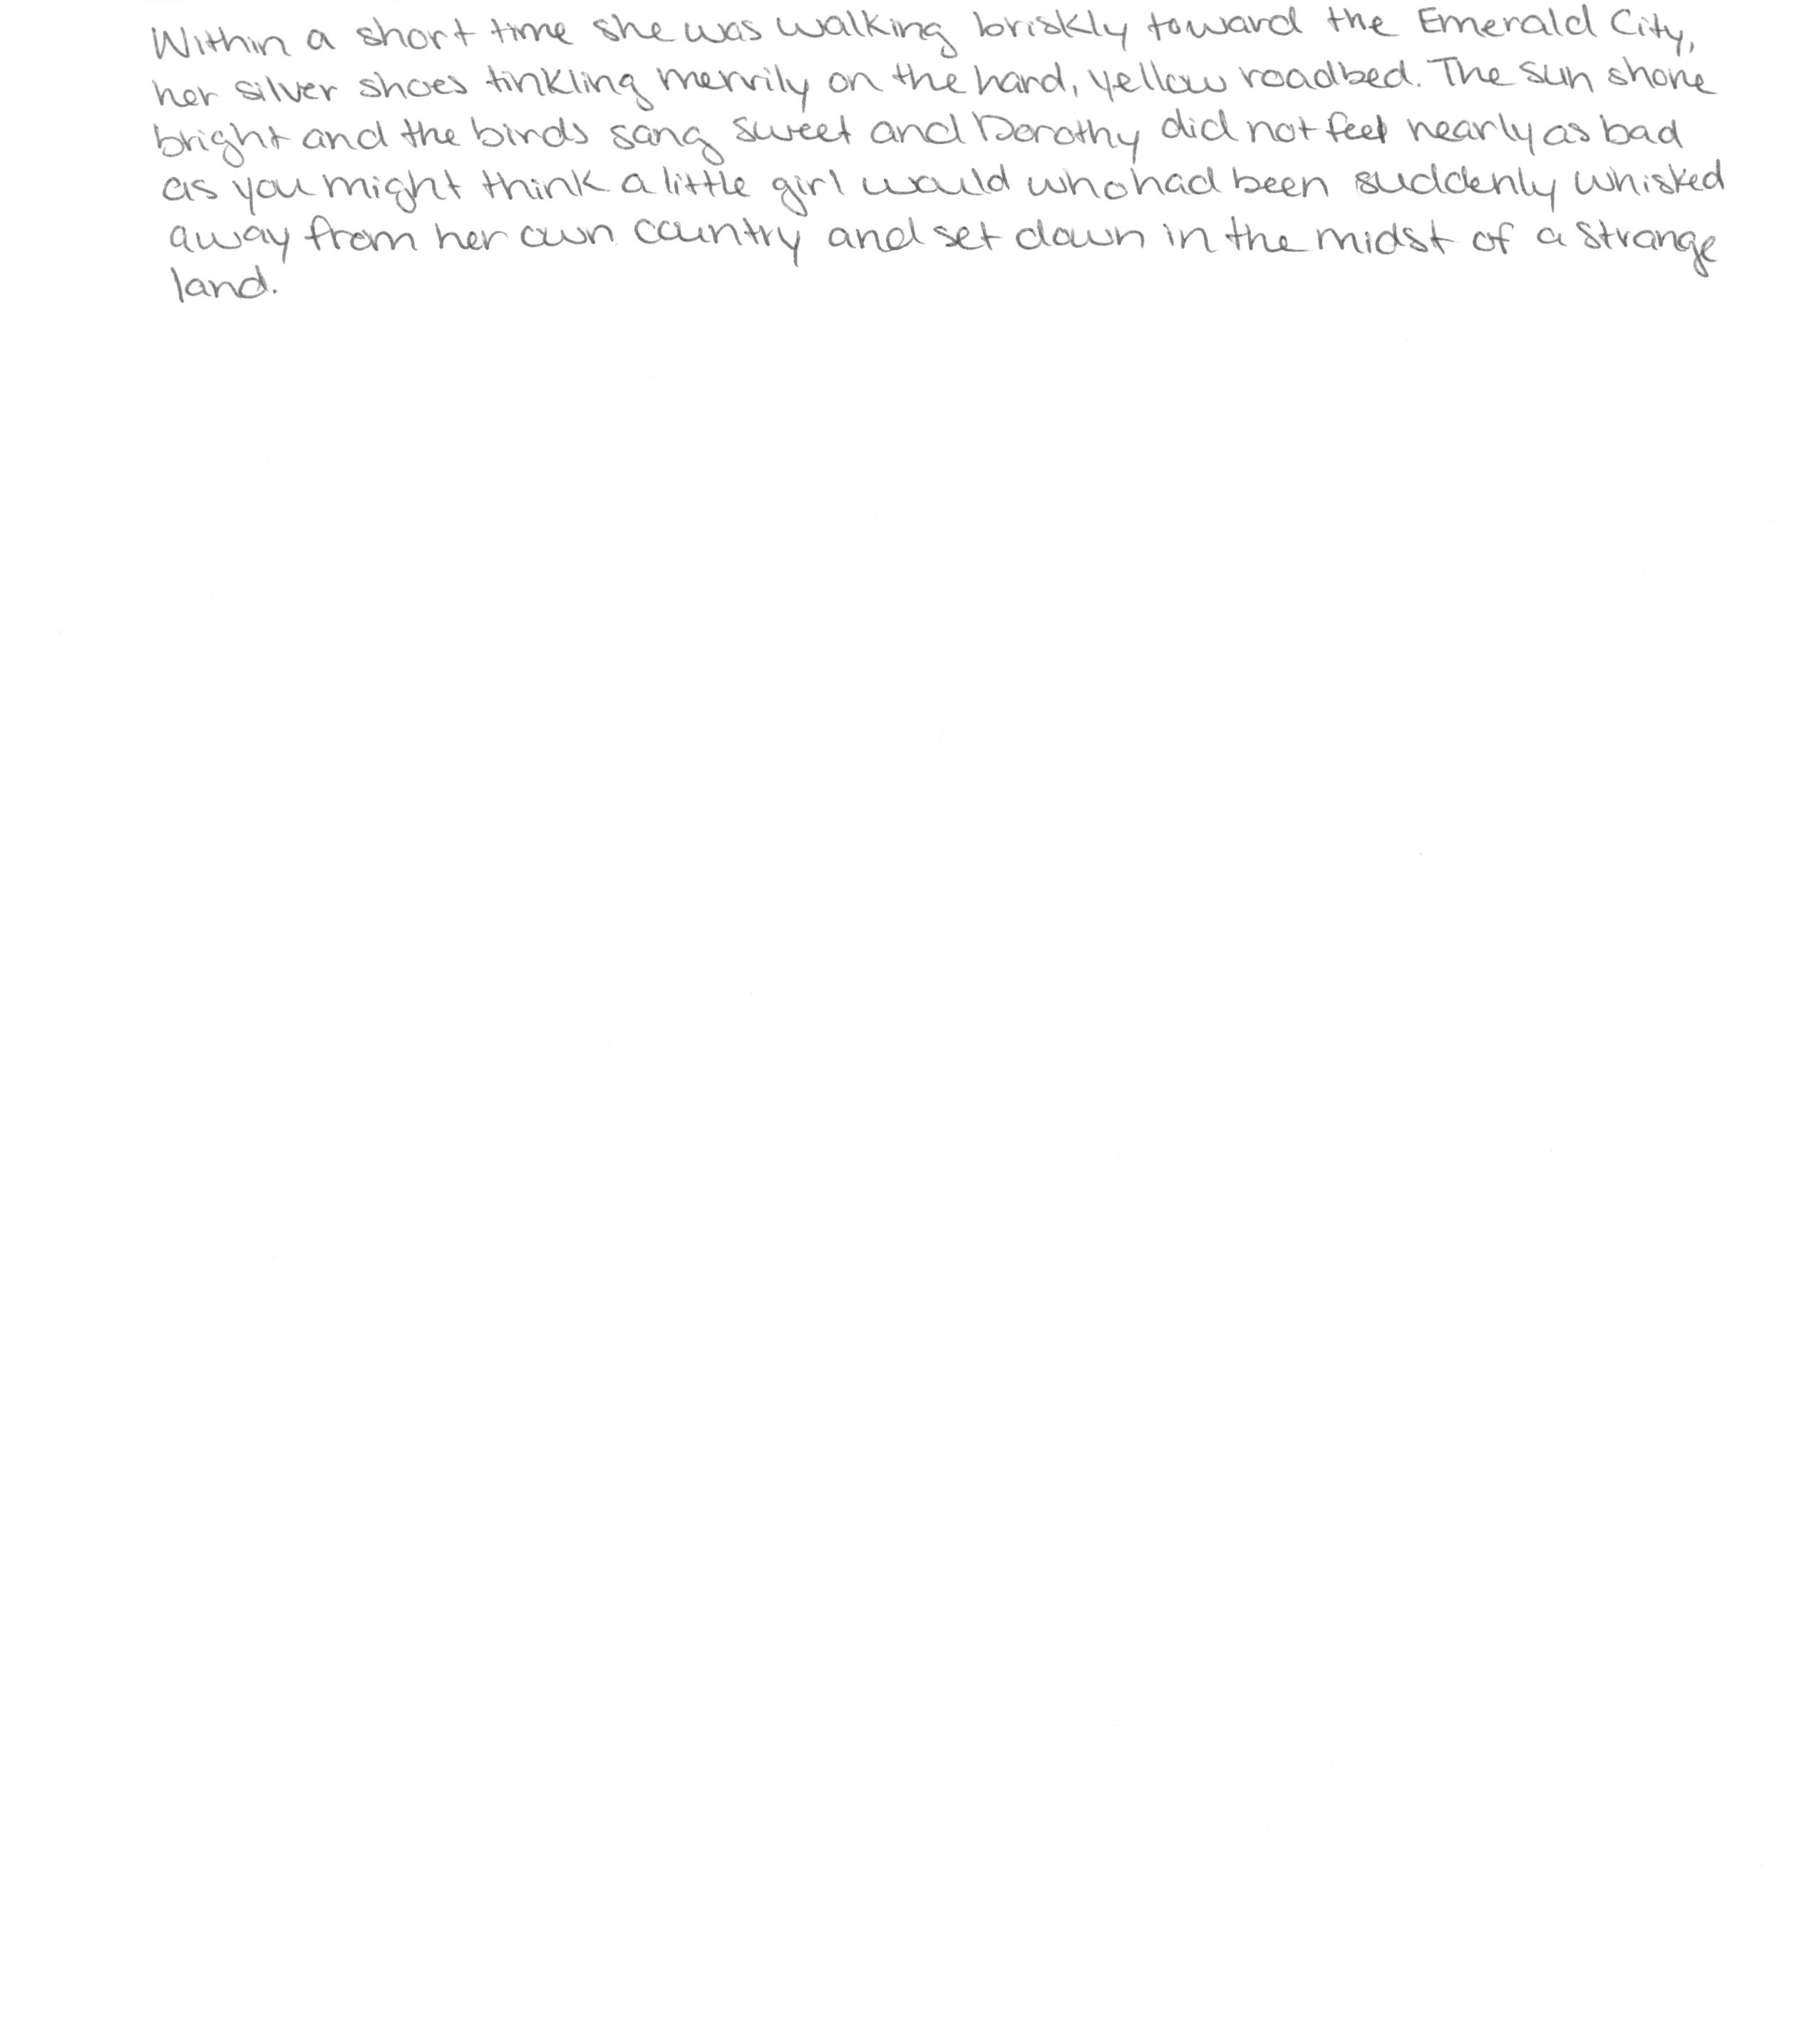 Within a short time she was walking briskly toward the Emerald City,
her silver shoes tinkling merrily on the hard, yellow roadbed. The sun shone
bright and the birds sang sweet and Dorothy did not feel nearly as bad
as you might think a little girl would who had been suddenly whisked
away from her own country and set down in the midst of a strange
land.